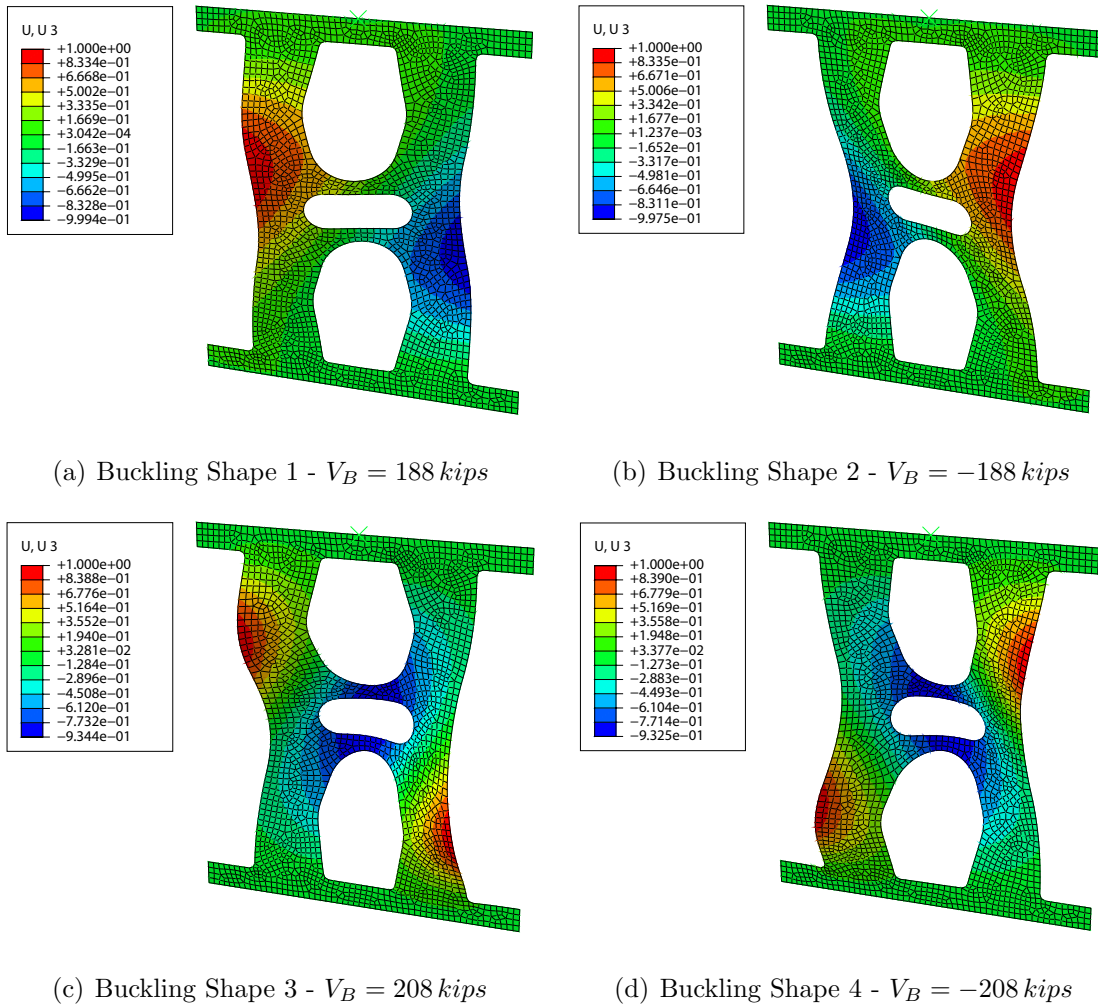 U, U 3
+1.000e+00
+8.334e−01
+6.668e−01
+5.002e−01
+3.335e−01
+1.669e−01
+3.042e−04
−1.663e−01
−3.329e−01
−4.995e−01
−6.662e−01
−8.328e−01
−9.994e−01
U, U 3
+1.000e+00
+8.335e−01
+6.671e−01
+5.006e−01
+3.342e−01
+1.677e−01
+1.237e−03
−1.652e−01
−3.317e−01
−4.981e−01
−6.646e−01
−8.311e−01
−9.975e−01
(a) Buckling Shape 1 - V_B = 188 kips
(b) Buckling Shape 2 - V_B = −188 kips
U, U 3
+1.000e+00
+8.388e−01
+6.776e−01
+5.164e−01
+3.552e−01
+1.940e−01
+3.281e−02
−1.284e−01
−2.896e−01
−4.508e−01
−6.120e−01
−7.732e−01
−9.344e−01
U, U 3
+1.000e+00
+8.390e−01
+6.779e−01
+5.169e−01
+3.558e−01
+1.948e−01
+3.377e−02
−1.273e−01
−2.883e−01
−4.493e−01
−6.104e−01
−7.714e−01
−9.325e−01
(c) Buckling Shape 3 - V_B = 208 kips
(d) Buckling Shape 4 - V_B = −208 kips